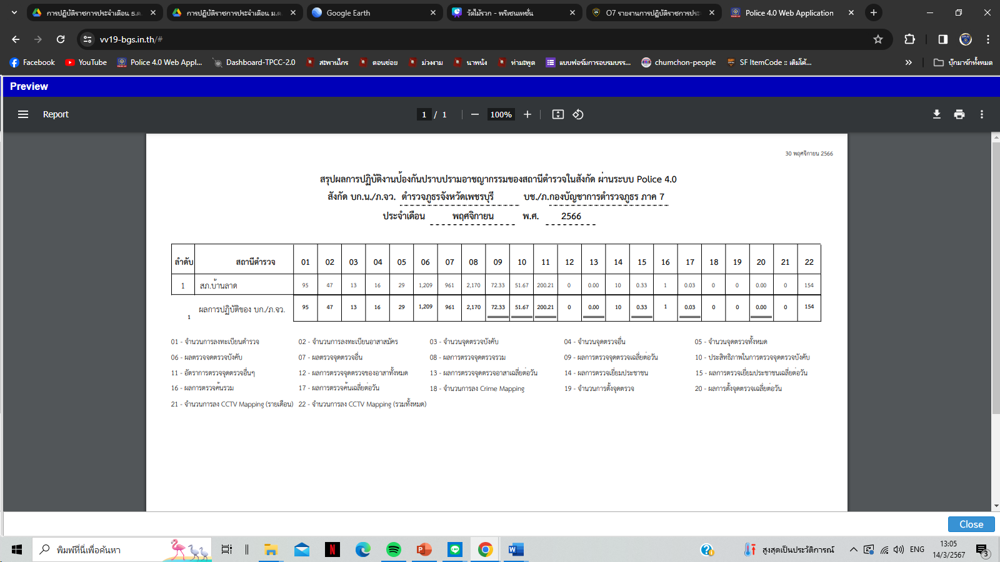 การปฏิบัติราชการประจำเดือน ธ.ค.
การปฏิบัติราชการประจำเดือน ม.ค.
Google Earth
วัดไม้รวก - พรีเซนเทชั่น
O7 รายงานการปฏิบัติราชการประ
Police 4.0 Web Application
vv19-bgs.in.th/#
Facebook
YouTube
Police 4.0 Web Appl...
Dashboard-TPCC-2.0
สะพานไกร
ดอนซ่อย
ม่วงงาม
นาพนัง
ท่ามะพูด
แบบฟอร์มการอบรมบรร...
chumchon-people
SF ItemCode :: เติมโค้...
»
บุ๊กมาร์กทั้งหมด
Preview
Report
1 / 1
100%
30 พฤศจิกายน 2566
สรุปผลการปฏิบัติงานป้องกันปราบปรามอาชญากรรมของสถานีตำรวจในสังกัด ผ่านระบบ Police 4.0
สังกัด บก.น./ภ.จว. ตำรวจภูธรจังหวัดเพชรบุรี บช./ภ.กองบัญชาการตำรวจภูธร ภาค 7
ประจำเดือน พฤศจิกายน พ.ศ. 2566
ลำดับ สถานีตำรวจ 01 02 03 04 05 06 07 08 09 10 11 12 13 14 15 16 17 18 19 20 21 22
1 สภ.บ้านลาด 95 47 13 16 29 1,209 961 2,170 72.33 51.67 200.21 0 0.00 10 0.33 1 0.03 0 0 0.00 0 154
1 ผลการปฏิบัติของ บก./ภ.จว. 95 47 13 16 29 1,209 961 2,170 72.33 51.67 200.21 0 0.00 10 0.33 1 0.03 0 0 0.00 0 154
01 - จำนวนการลงทะเบียนตำรวจ 02 - จำนวนการลงทะเบียนอาสาสมัคร 03 - จำนวนจุดตรวจบังคับ 04 - จำนวนจุดตรวจอื่น 05 - จำนวนจุดตรวจทั้งหมด
06 - ผลตรวจจุดตรวจบังคับ 07 - ผลตรวจจุดตรวจอื่น 08 - ผลการตรวจจุดตรวจรวม 09 - ผลการตรวจจุดตรวจเฉลี่ยต่อวัน 10 - ประสิทธิภาพในการตรวจจุดตรวจบังคับ
11 - อัตราการตรวจจุดตรวจอื่นๆ 12 - ผลการตรวจจุดตรวจของอาสาทั้งหมด 13 - ผลการตรวจจุดตรวจอาสาเฉลี่ยต่อวัน 14 - ผลการตรวจเยี่ยมประชาชน 15 - ผลการตรวจเยี่ยมประชาชนเฉลี่ยต่อวัน
16 - ผลการตรวจค้นรวม 17 - ผลการตรวจค้นเฉลี่ยต่อวัน 18 - จำนวนการลง Crime Mapping 19 - จำนวนการตั้งจุดตรวจ 20 - ผลการตั้งจุดตรวจเฉลี่ยต่อวัน
21 - จำนวนการลง CCTV Mapping (รายเดือน) 22 - จำนวนการลง CCTV Mapping (รวมทั้งหมด)
Close
พิมพ์ที่นี่เพื่อค้นหา
สูงสุดเป็นประวัติการณ์
ENG
13:05
14/3/2567
3